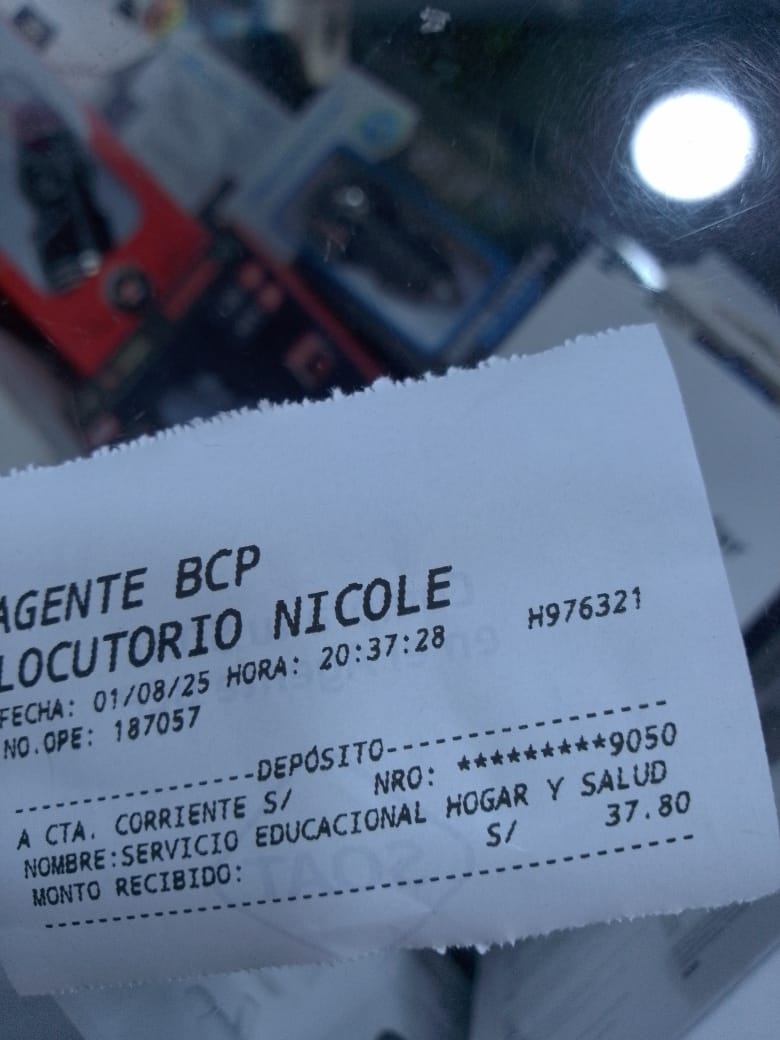 AGENTE BCP
LOCUTORIO NICOLE
FECHA: 01/08/25 HORA: 20:37:28 H976321
NO.OPE: 187057
-----------------DEPÓSITO--------------------
A CTA. CORRIENTE S/ NRO: *********9050
NOMBRE:SERVICIO EDUCACIONAL HOGAR Y SALUD
MONTO RECIBIDO: S/ 37.80
----------------------------------------------
SOAT